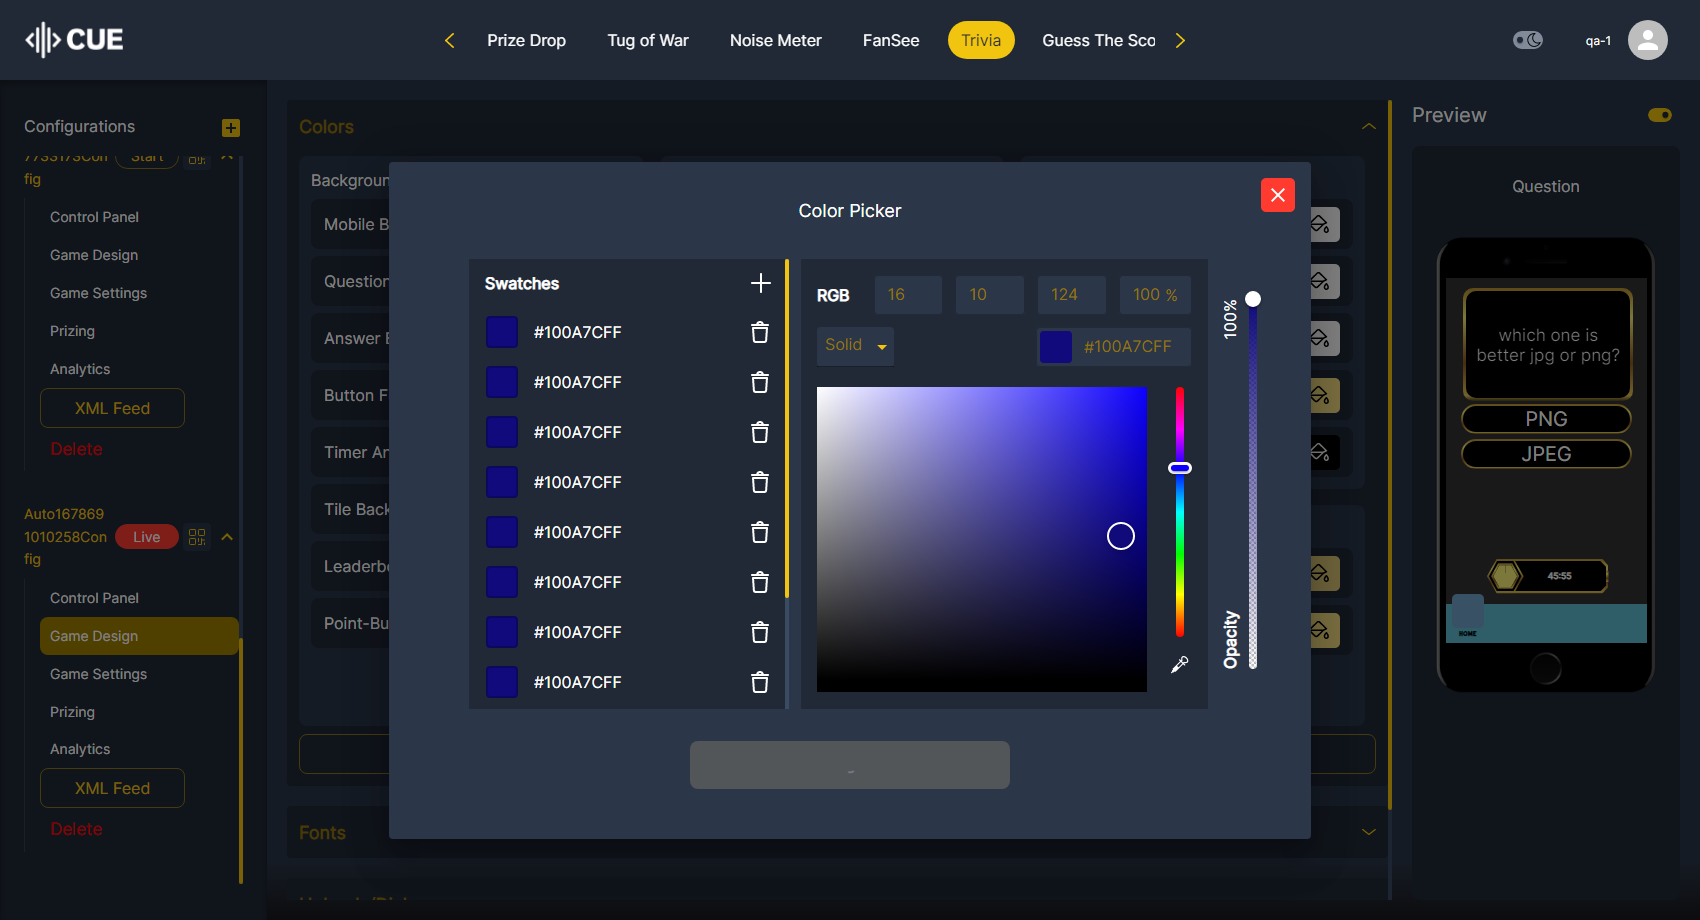 CUE
Prize Drop
Tug of War
Noise Meter
FanSee
Trivia
Guess The Sco
qa-1
Configurations
Start
fig
Control Panel
Game Design
Game Settings
Prizing
Analytics
XML Feed
Delete
Auto167869
1010258Con
fig
Live
Control Panel
Game Design
Game Settings
Prizing
Analytics
XML Feed
Delete
Colors
Backgroun
Mobile B
Question
Answer B
Button F
Timer An
Tile Back
Leaderbo
Point-Bu
Fonts
Color Picker
Swatches
#100A7CFF
#100A7CFF
#100A7CFF
#100A7CFF
#100A7CFF
#100A7CFF
#100A7CFF
#100A7CFF
RGB
16
10
124
100 %
Solid
#100A7CFF
100%
Opacity
Preview
Question
which one is
better jpg or png?
PNG
JPEG
45:55
HOME